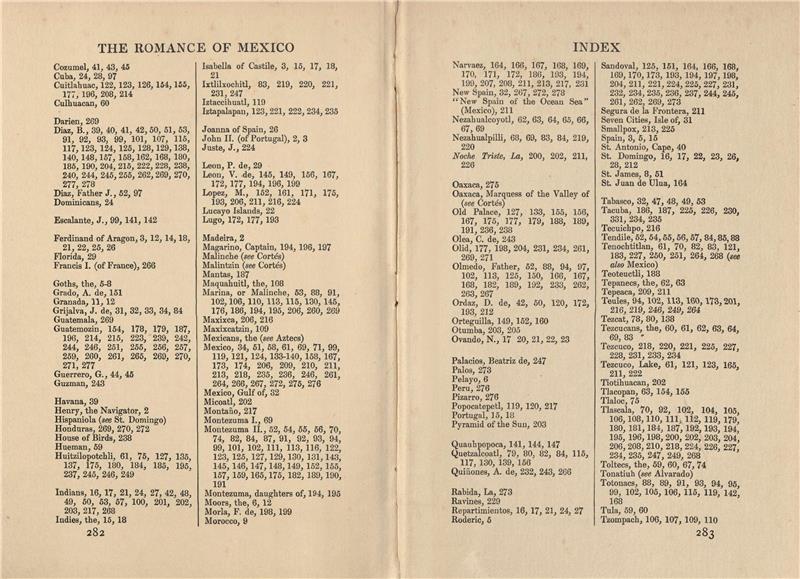 THE ROMANCE OF MEXICO
Cozumel, 41, 43, 45
Cuba, 24, 28, 97
Cuitlahuac, 122, 123, 126, 154, 155,
177, 196, 208, 214
Culhuacan, 60
Darien, 269
Diaz, B., 39, 40, 41, 42, 50, 51, 53,
91, 92, 93, 99, 101, 107, 115,
117, 123, 124, 125, 128, 129, 138,
140, 148, 157, 158, 162, 168, 180,
185, 190, 204, 215, 222, 228, 238,
240, 244, 245, 255, 262, 269, 270,
277, 278
Díaz, Father J., 52, 97
Dominicans, 24
Escalante, J., 99, 141, 142
Ferdinand of Aragon, 3, 12, 14, 18,
21, 22, 25, 26
Florida, 29
Francis I. (of France), 266
Goths, the, 5-8
Grado, A. de, 151
Granada, 11, 12
Grijalva, J. de, 31, 32, 33, 34, 84
Guatemala, 269
Guatemozin, 154, 178, 179, 187,
196, 214, 215, 223, 239, 242,
244, 246, 251, 255, 256, 257,
259, 260, 261, 265, 269, 270,
271, 277
Guerrero, G., 44, 45
Guzman, 243
Havana, 39
Henry, the Navigator, 2
Hispaniola (see St. Domingo)
Honduras, 269, 270, 272
House of Birds, 238
Hueman, 59
Huitzilopotchli, 61, 75, 127, 135,
137, 175, 180, 184, 185, 195,
237, 245, 246, 249
Indians, 16, 17, 21, 24, 27, 42, 48,
49, 50, 53, 57, 100, 201, 202,
203, 217, 268
Indies, the, 15, 18
282
Isabella of Castile, 3, 15, 17, 18,
21
Ixtlilxochitl, 83, 219, 220, 221,
231, 247
Iztaccihuatl, 119
Iztapalapan, 123, 221, 222, 234, 235
Joanna of Spain, 26
John II. (of Portugal), 2, 3
Juste, J., 224
Leon, P. de, 29
Leon, V. de, 145, 149, 156, 167,
172, 177, 194, 196, 199
Lopez, M., 152, 161, 171, 175,
193, 206, 211, 216, 224
Lucayo Islands, 22
Lugo, 172, 177, 193
Madeira, 2
Magarino, Captain, 194, 196, 197
Malinche (see Cortés)
Malintzin (see Cortés)
Mantas, 187
Maquahuitl, the, 108
Marina, or Malinche, 53, 88, 91,
102, 106, 110, 113, 115, 130, 145,
176, 186, 194, 195, 206, 260, 269
Maxixca, 206, 216
Maxixcatzin, 109
Mexicans, the (see Aztecs)
Mexico, 34, 51, 58, 61, 69, 71, 99,
119, 121, 124, 133-140, 158, 167,
173, 174, 206, 209, 210, 211,
213, 218, 235, 236, 246, 261,
264, 266, 267, 272, 275, 276
Mexico, Gulf of, 32
Micoatl, 202
Montaño, 217
Montezuma I., 69
Montezuma II., 52, 54, 55, 56, 70,
74, 82, 84, 87, 91, 92, 93, 94,
99, 101, 102, 111, 113, 116, 122,
123, 125, 127, 129, 130, 131, 143,
145, 146, 147, 148, 149, 152, 155,
157, 159, 165, 175, 182, 189, 190,
191
Montezuma, daughters of, 194, 195
Moors, the, 6, 12
Morla, F. de, 198, 199
Morocco, 9
INDEX
Narvaez, 164, 166, 167, 168, 169,
170, 171, 172, 186, 193, 194,
199, 207, 208, 211, 213, 217, 231
New Spain, 32, 267, 272, 273
"New Spain of the Ocean Sea"
(Mexico), 211
Nezahualcoyotl, 62, 63, 64, 65, 66,
67, 69
Nezahualpilli, 68, 69, 83, 84, 219,
220
Noche Triste, La, 200, 202, 211,
226
Oaxaca, 275
Oaxaca, Marquess of the Valley of
(see Cortés)
Old Palace, 127, 133, 155, 156,
167, 175, 177, 179, 188, 189,
191, 236, 238
Olea, C. de, 243
Olid, 177, 198, 204, 231, 234, 261,
269, 271
Olmedo, Father, 52, 88, 94, 97,
102, 113, 125, 150, 166, 167,
168, 182, 189, 192, 233, 262,
263, 267
Ordaz, D. de, 42, 50, 120, 172,
193, 212
Orteguilla, 149, 152, 160
Otumba, 203, 205
Ovando, N., 17 20, 21, 22, 23
Palacios, Beatriz de, 247
Palos, 273
Pelayo, 6
Peru, 276
Pizarro, 276
Popocatepetl, 119, 120, 217
Portugal, 15, 18
Pyramid of the Sun, 203
Quauhpopoca, 141, 144, 147
Quetzalcoatl, 79, 80, 82, 84, 115,
117, 130, 139, 156
Quiñones, A. de, 232, 243, 266
Rabida, La, 273
Ravines, 229
Repartimientos, 16, 17, 21, 24, 27
Roderic, 5
Sandoval, 125, 151, 164, 166, 168,
169, 170, 173, 193, 194, 197, 198,
204, 211, 221, 224, 225, 227, 231,
232, 234, 235, 236, 237, 244, 245,
261, 262, 269, 273
Segura de la Frontera, 211
Seven Cities, Isle of, 31
Smallpox, 213, 225
Spain, 3, 5, 15
St. Antonio, Cape, 40
St. Domingo, 16, 17, 22, 23, 26,
28, 212
St. James, 8, 51
St. Juan de Ulua, 164
Tabasco, 32, 47, 48, 49, 53
Tacuba, 186, 187, 225, 226, 230,
331, 234, 235
Tecuichpo, 216
Tendile, 52, 54, 55, 56, 57, 84, 85, 88
Tenochtitlan, 61, 70, 82, 83, 121,
183, 227, 250, 251, 264, 268 (see
also Mexico)
Teoteuctli, 188
Tepanecs, the, 62, 63
Tepeaca, 209, 211
Teules, 94, 102, 113, 160, 173, 201,
216, 219, 246, 249, 264
Tezcat, 78, 80, 138
Tezcucans, the, 60, 61, 62, 63, 64,
69, 83
Tezcuco, 218, 220, 221, 225, 227,
228, 231, 233, 234
Tezcuco, Lake, 61, 121, 123, 165,
211, 222
Tiotihuacan, 202
Tlacopan, 63, 154, 155
Tlaloc, 75
Tlascala, 70, 92, 102, 104, 105,
106, 108, 110, 111, 112, 119, 179,
180, 181, 184, 187, 192, 193, 194,
195, 196, 198, 200, 202, 203, 204,
206, 208, 210, 218, 224, 226, 227,
234, 235, 247, 249, 268
Toltecs, the, 59, 60, 67, 74
Tonatiuh (see Alvarado)
Totonacs, 88, 89, 91, 93, 94, 95,
99, 102, 105, 106, 115, 119, 142,
168
Tula, 59, 60
Tzompach, 106, 107, 109, 110
283